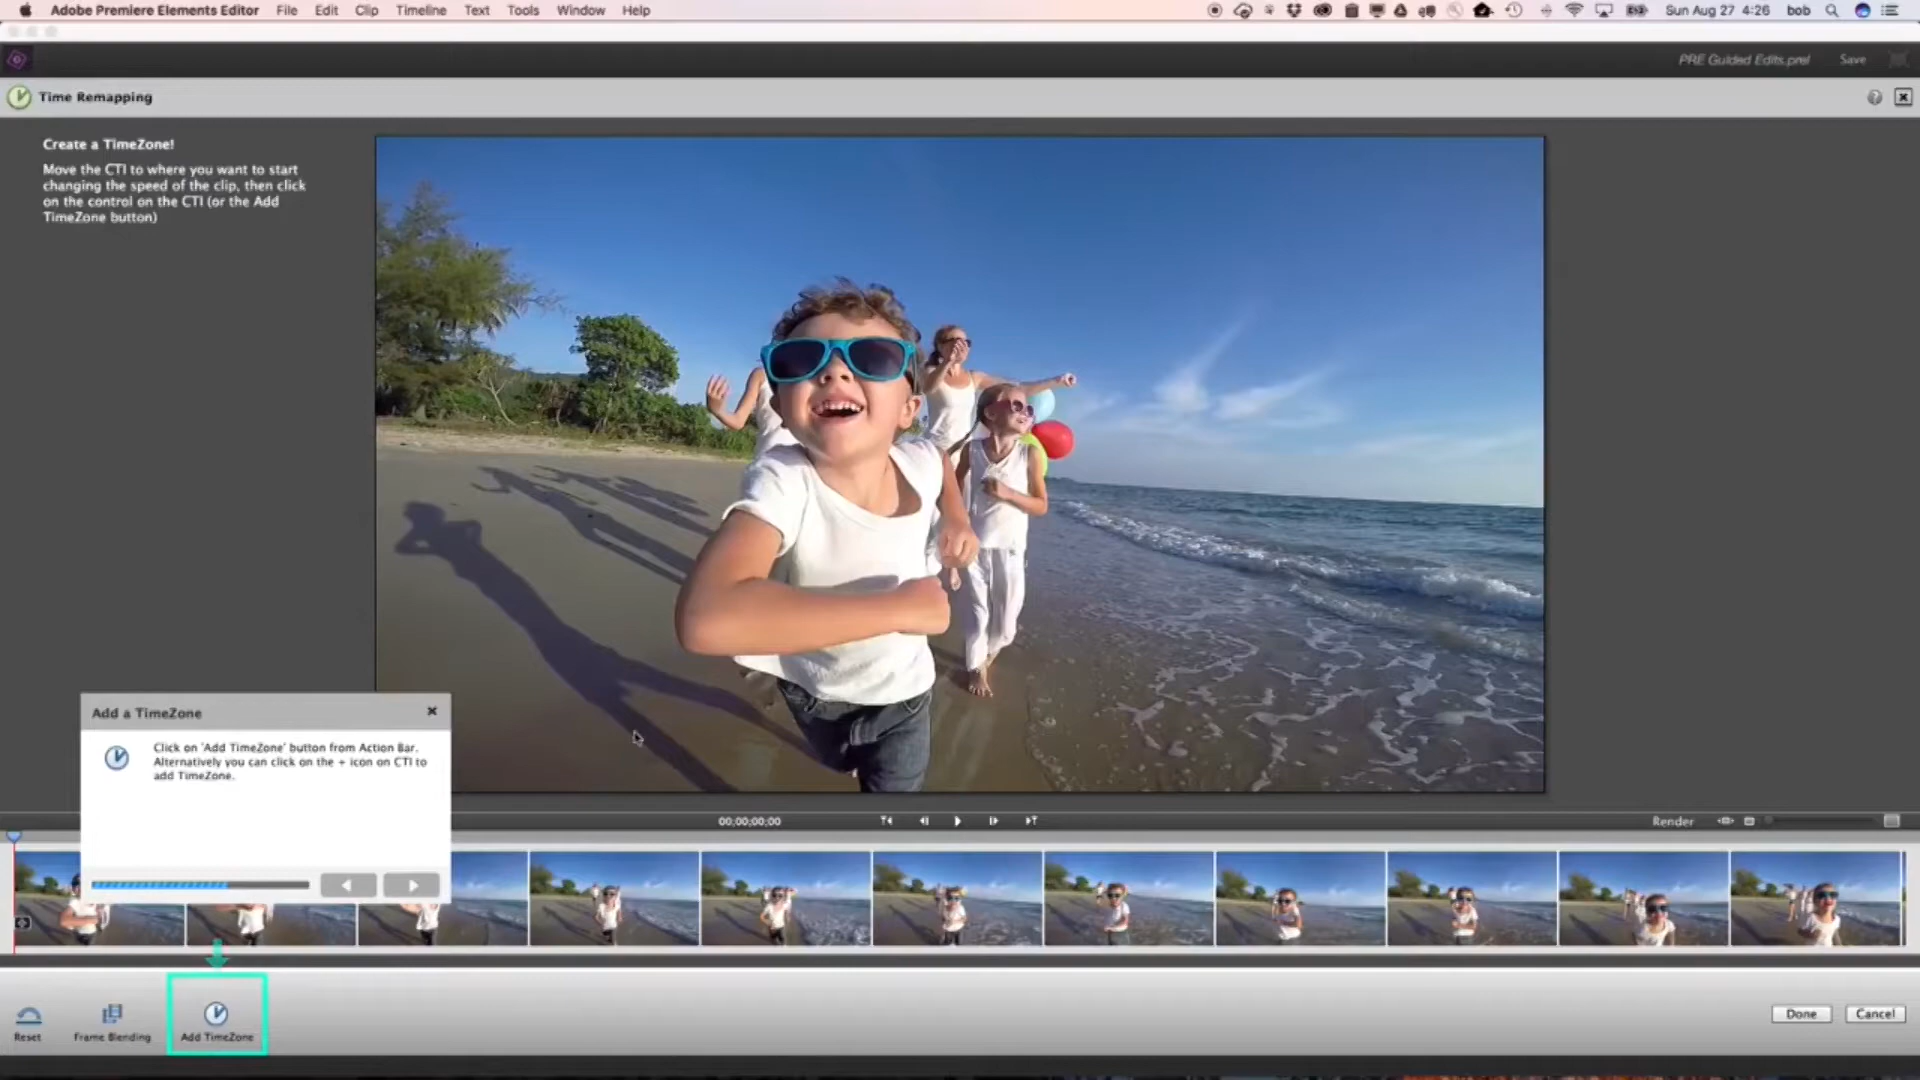 Adobe Premiere Elements Editor File Edit Clip Timeline Text Tools Window Help
Sun Aug 27 4:26 bob
PRE Guided Edits.prel Save
Time Remapping
Create a TimeZone!
Move the CTI to where you want to start
changing the speed of the clip, then click
on the control on the CTI (or the Add
TimeZone button)
Add a TimeZone
Click on 'Add TimeZone' button from Action Bar.
Alternatively you can click on the + icon on CTI to
add TimeZone.
00;00;00;00
Render
Reset
Frame Blending
Add TimeZone
Done
Cancel